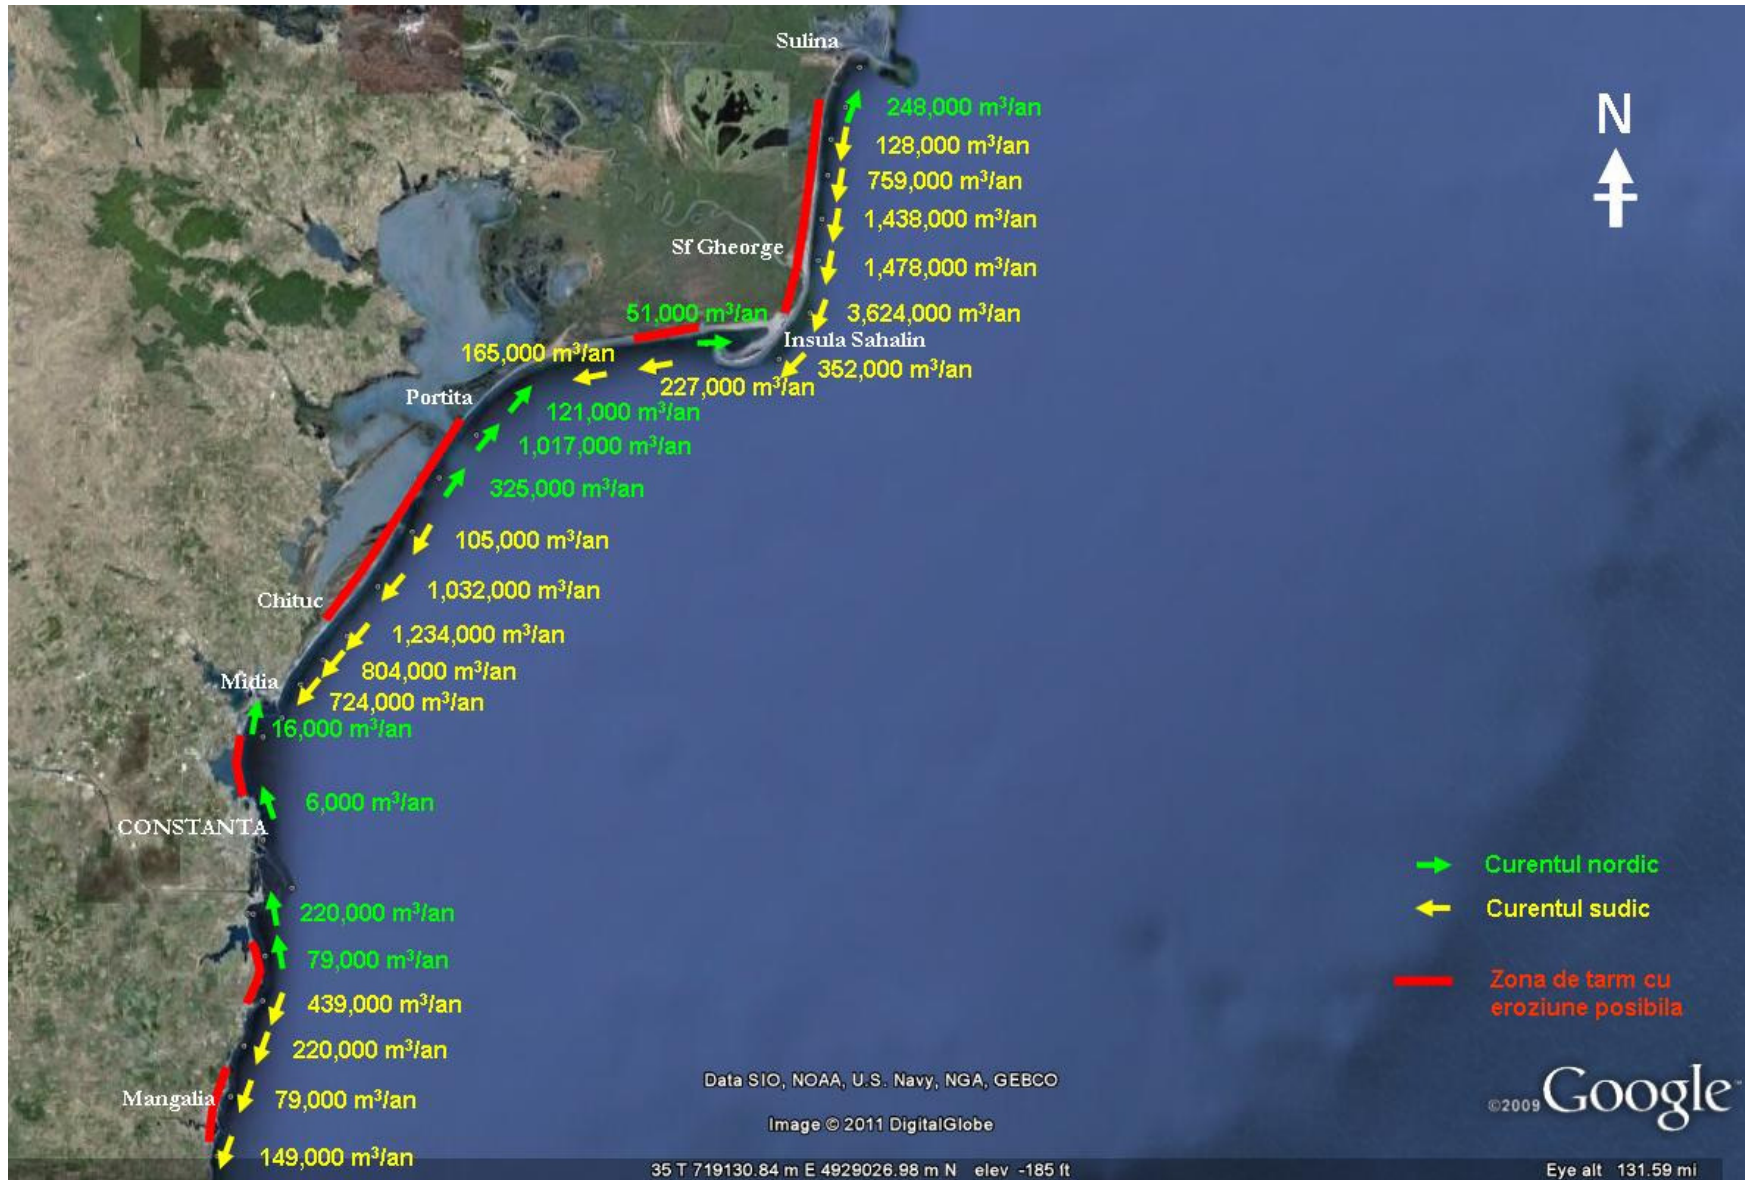 Sulina
N
248,000 m³/an
128,000 m³/an
759,000 m³/an
1,438,000 m³/an
Sf Gheorge
1,478,000 m³/an
51,000 m³/an
3,624,000 m³/an
Insula Sahalin
165,000 m³/an
352,000 m³/an
227,000 m³/an
Portita
121,000 m³/an
1,017,000 m³/an
325,000 m³/an
105,000 m³/an
1,032,000 m³/an
Chituc
1,234,000 m³/an
804,000 m³/an
Midia
724,000 m³/an
16,000 m³/an
6,000 m³/an
CONSTANTA
220,000 m³/an
79,000 m³/an
439,000 m³/an
220,000 m³/an
Mangalia
79,000 m³/an
149,000 m³/an
Curentul nordic
Curentul sudic
Zona de tarm cu
eroziune posibila
Data SIO, NOAA, U.S. Navy, NGA, GEBCO
Image © 2011 DigitalGlobe
©2009 Google
35 T 719130.84 m E 4929026.98 m N elev -185 ft
Eye alt 131.59 mi